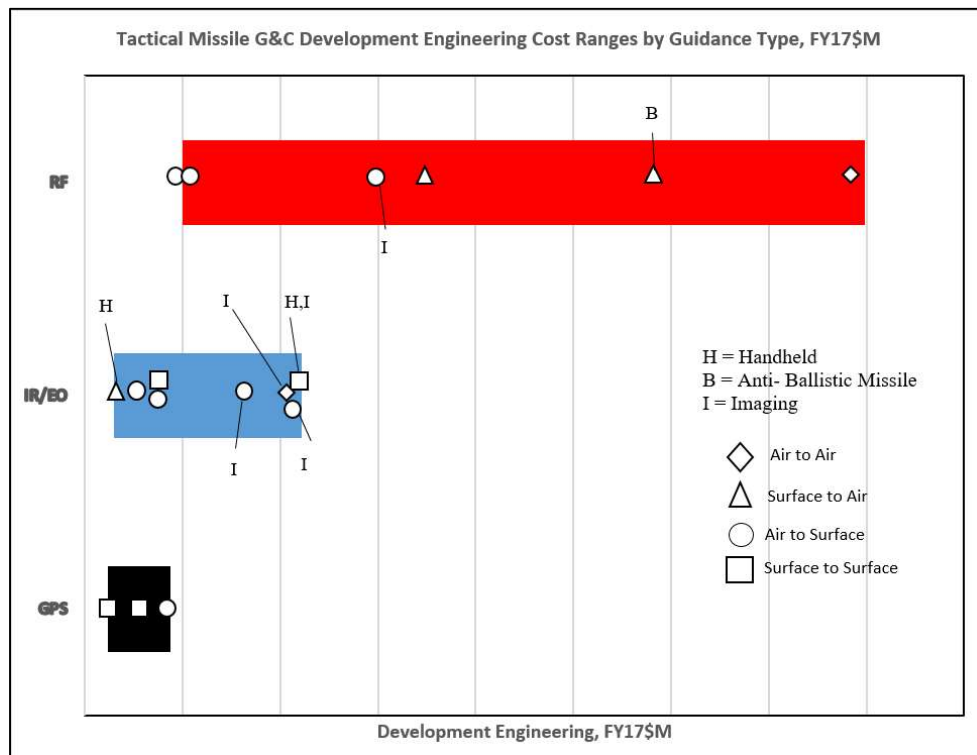 Tactical Missile G&C Development Engineering Cost Ranges by Guidance Type, FY17$M
B
RF
I
H
I
H,I
IR/EO
I
I
H = Handheld
B = Anti- Ballistic Missile
I = Imaging
Air to Air
Surface to Air
Air to Surface
Surface to Surface
GPS
Development Engineering, FY17$M